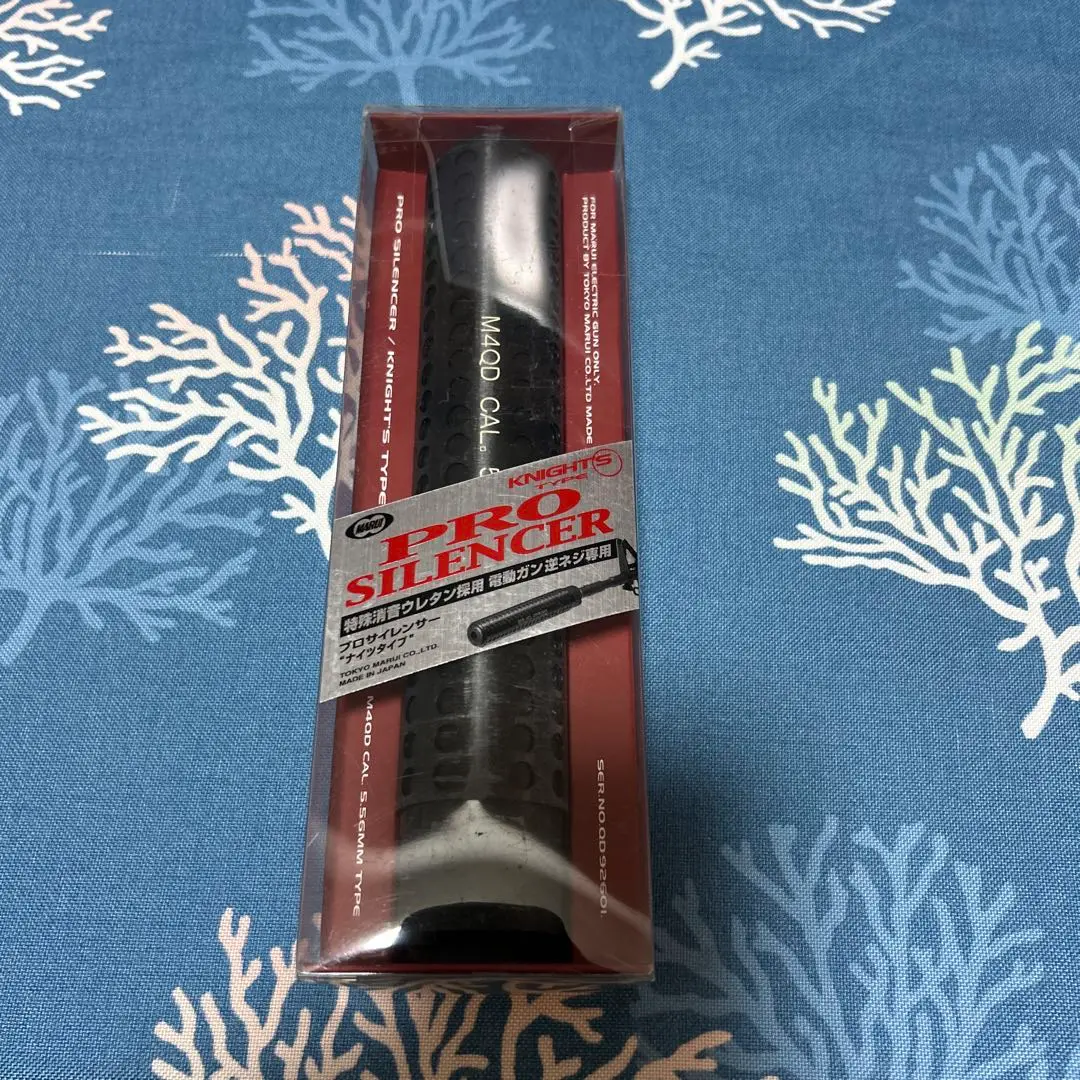 PRO SILENCER / KNIGHT'S TYPE
M4QD CAL. 5.56MM TYPE
M4QD CAL. 5
FOR MARUI ELECTRIC GUN ONLY.
PRODUCT BY TOKYO MARUI CO.,LTD MADE
SER.NO.QD92601.
KNIGHT'S
TYPE
MARUI
PRO
SILENCER
特殊消音ウレタン採用 電動ガン逆ネジ専用
プロサイレンサー
"ナイツタイプ"
TOKYO MARUI CO.,LTD.
MADE IN JAPAN